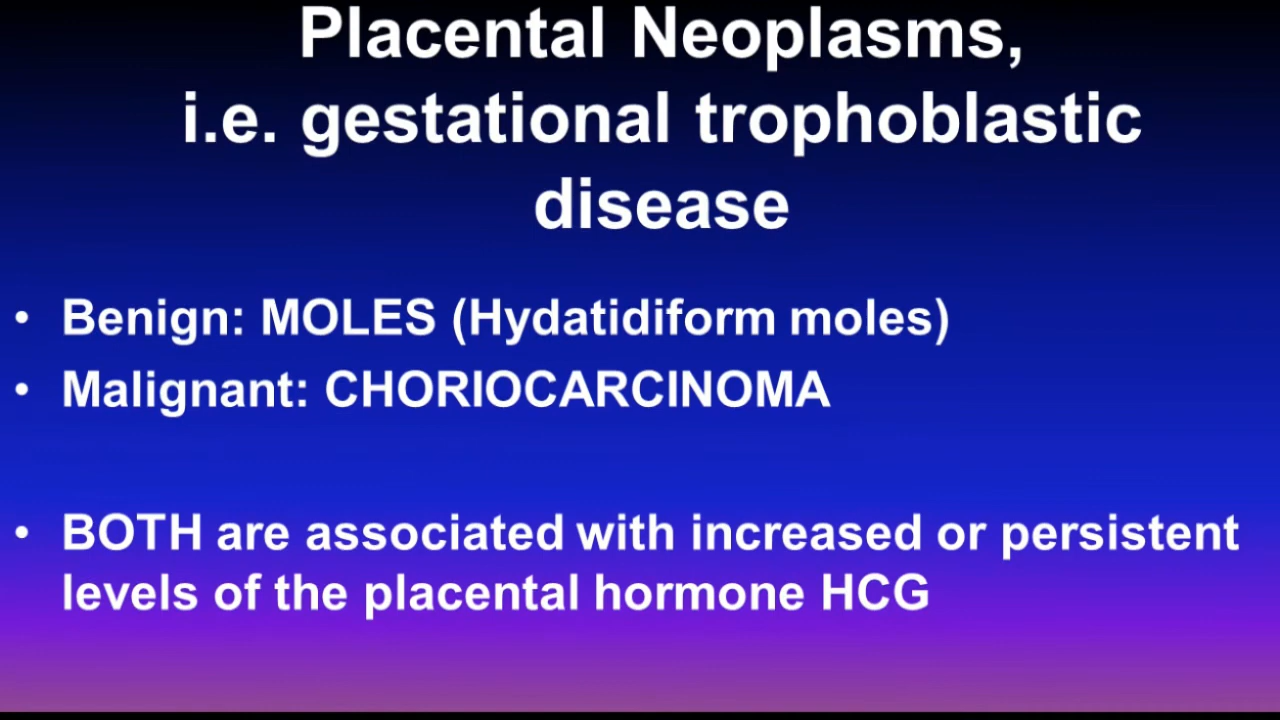 Placental Neoplasms,
i.e. gestational trophoblastic
disease
• Benign: MOLES (Hydatidiform moles)
• Malignant: CHORIOCARCINOMA
• BOTH are associated with increased or persistent
levels of the placental hormone HCG